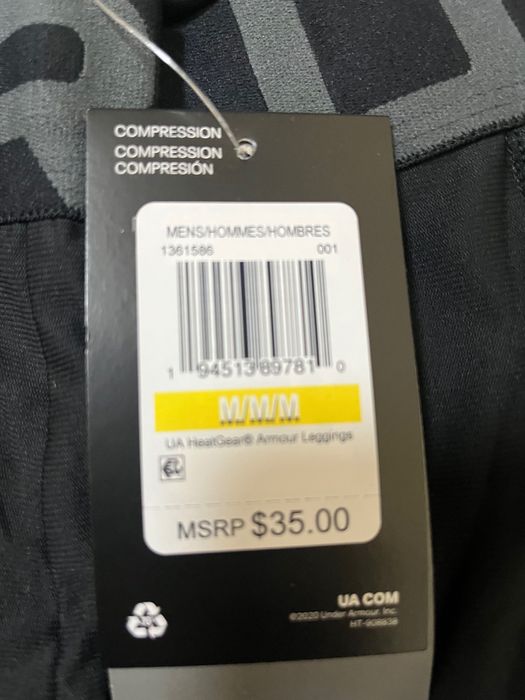 COMPRESSION
COMPRESSION
COMPRESIÓN
MENS/HOMMES/HOMBRES
1361586 001
1 94513 89781 0
M/M/M
UA HeatGear® Armour Leggings
MSRP $35.00
UA.COM
©2020 Under Armour, Inc.
HT-908838